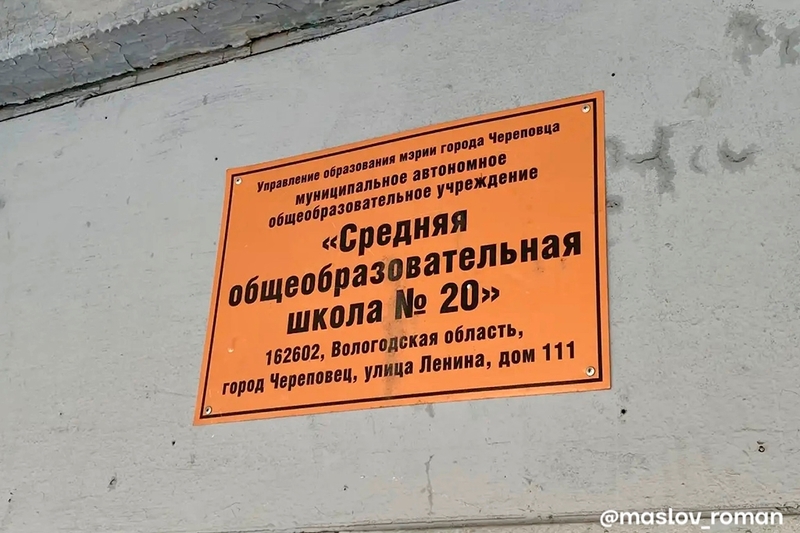 Управление образования мэрии города Череповца
муниципальное автономное
общеобразовательное учреждение
«Средняя
общеобразовательная
школа № 20»
162602, Вологодская область,
город Череповец, улица Ленина, дом 111
@maslov_roman